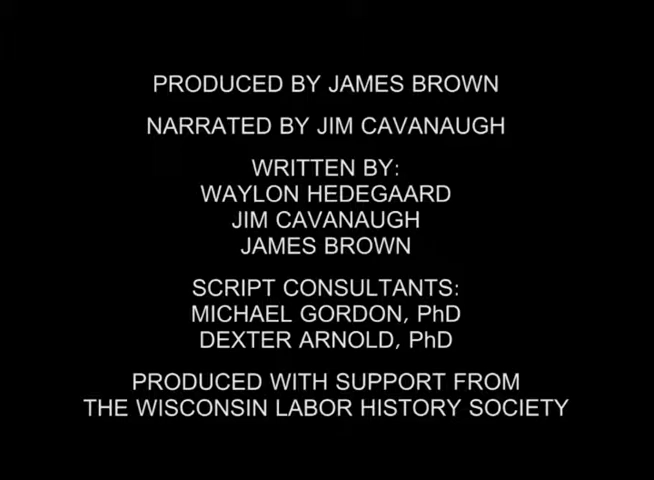 PRODUCED BY JAMES BROWN
NARRATED BY JIM CAVANAUGH
WRITTEN BY:
WAYLON HEDEGAARD
JIM CAVANAUGH
JAMES BROWN
SCRIPT CONSULTANTS:
MICHAEL GORDON, PhD
DEXTER ARNOLD, PhD
PRODUCED WITH SUPPORT FROM
THE WISCONSIN LABOR HISTORY SOCIETY